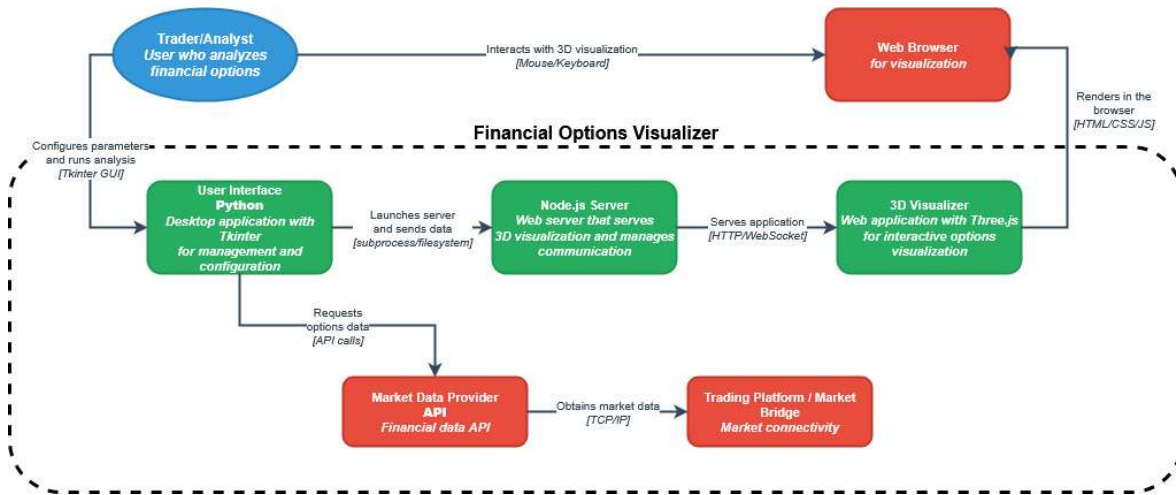 Trader/Analyst
User who analyzes
financial options
Interacts with 3D visualization
[Mouse/Keyboard]
Web Browser
for visualization
Renders in the
browser
[HTML/CSS/JS]
Financial Options Visualizer
Configures parameters
and runs analysis
[Tkinter GUI]
User Interface
Python
Desktop application with
Tkinter
for management and
configuration
Launches server
and sends data
[subprocess/filesystem]
Node.js Server
Web server that serves
3D visualization and manages
communication
Serves application
[HTTP/WebSocket]
3D Visualizer
Web application with Three.js
for interactive options
visualization
Requests
options data
[API calls]
Market Data Provider
API
Financial data API
Obtains market data
[TCP/IP]
Trading Platform / Market
Bridge
Market connectivity